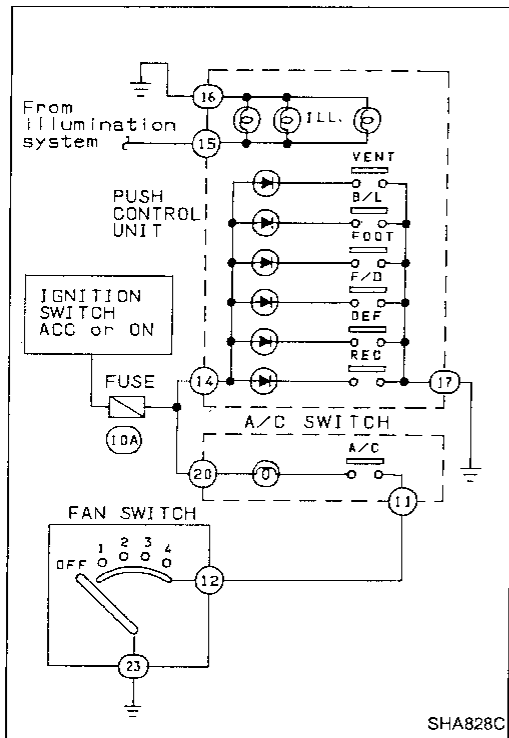 16
From
illumination
system
ILL.
15
VENT
B/L
PUSH
CONTROL
UNIT
FOOT
F/D
IGNITION
SWITCH
ACC or ON
DEF
REC
FUSE
14
17
10A
A/C SWITCH
A/C
20
11
FAN SWITCH
OFF 1 2 3 4
12
23
SHA828C